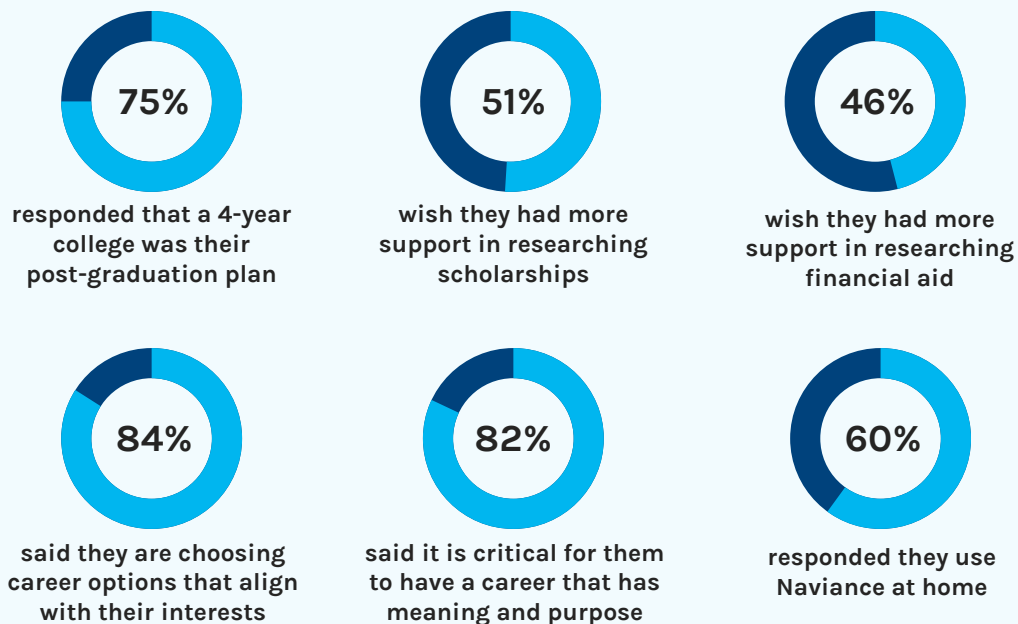 75%
responded that a 4-year
college was their
post-graduation plan
51%
wish they had more
support in researching
scholarships
46%
wish they had more
support in researching
financial aid
84%
said they are choosing
career options that align
with their interests
82%
said it is critical for them
to have a career that has
meaning and purpose
60%
responded they use
Naviance at home